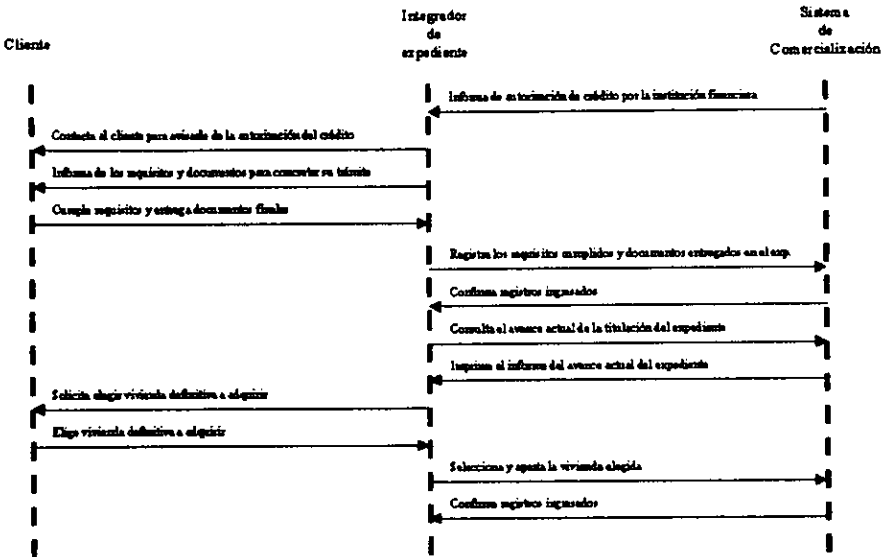 Cliente
Integrador
de
expediente
Sistema
de
Comercialización
Informa de autorización de crédito por la institución financiera
Contacta al cliente para avisarle de la autorización del crédito
Informa de los requisitos y documentos para concretar su trámite
Cumple requisitos y entrega documentos finales
Registra los requisitos cumplidos y documentos entregados en el exp.
Confirma registros ingresados
Consulta el avance actual de la titulación del expediente
Imprime el informe del avance actual del expediente
Solicita elegir vivienda definitiva a adquirir
Elige vivienda definitiva a adquirir
Selecciona y aparta la vivienda elegida
Confirma registros ingresados